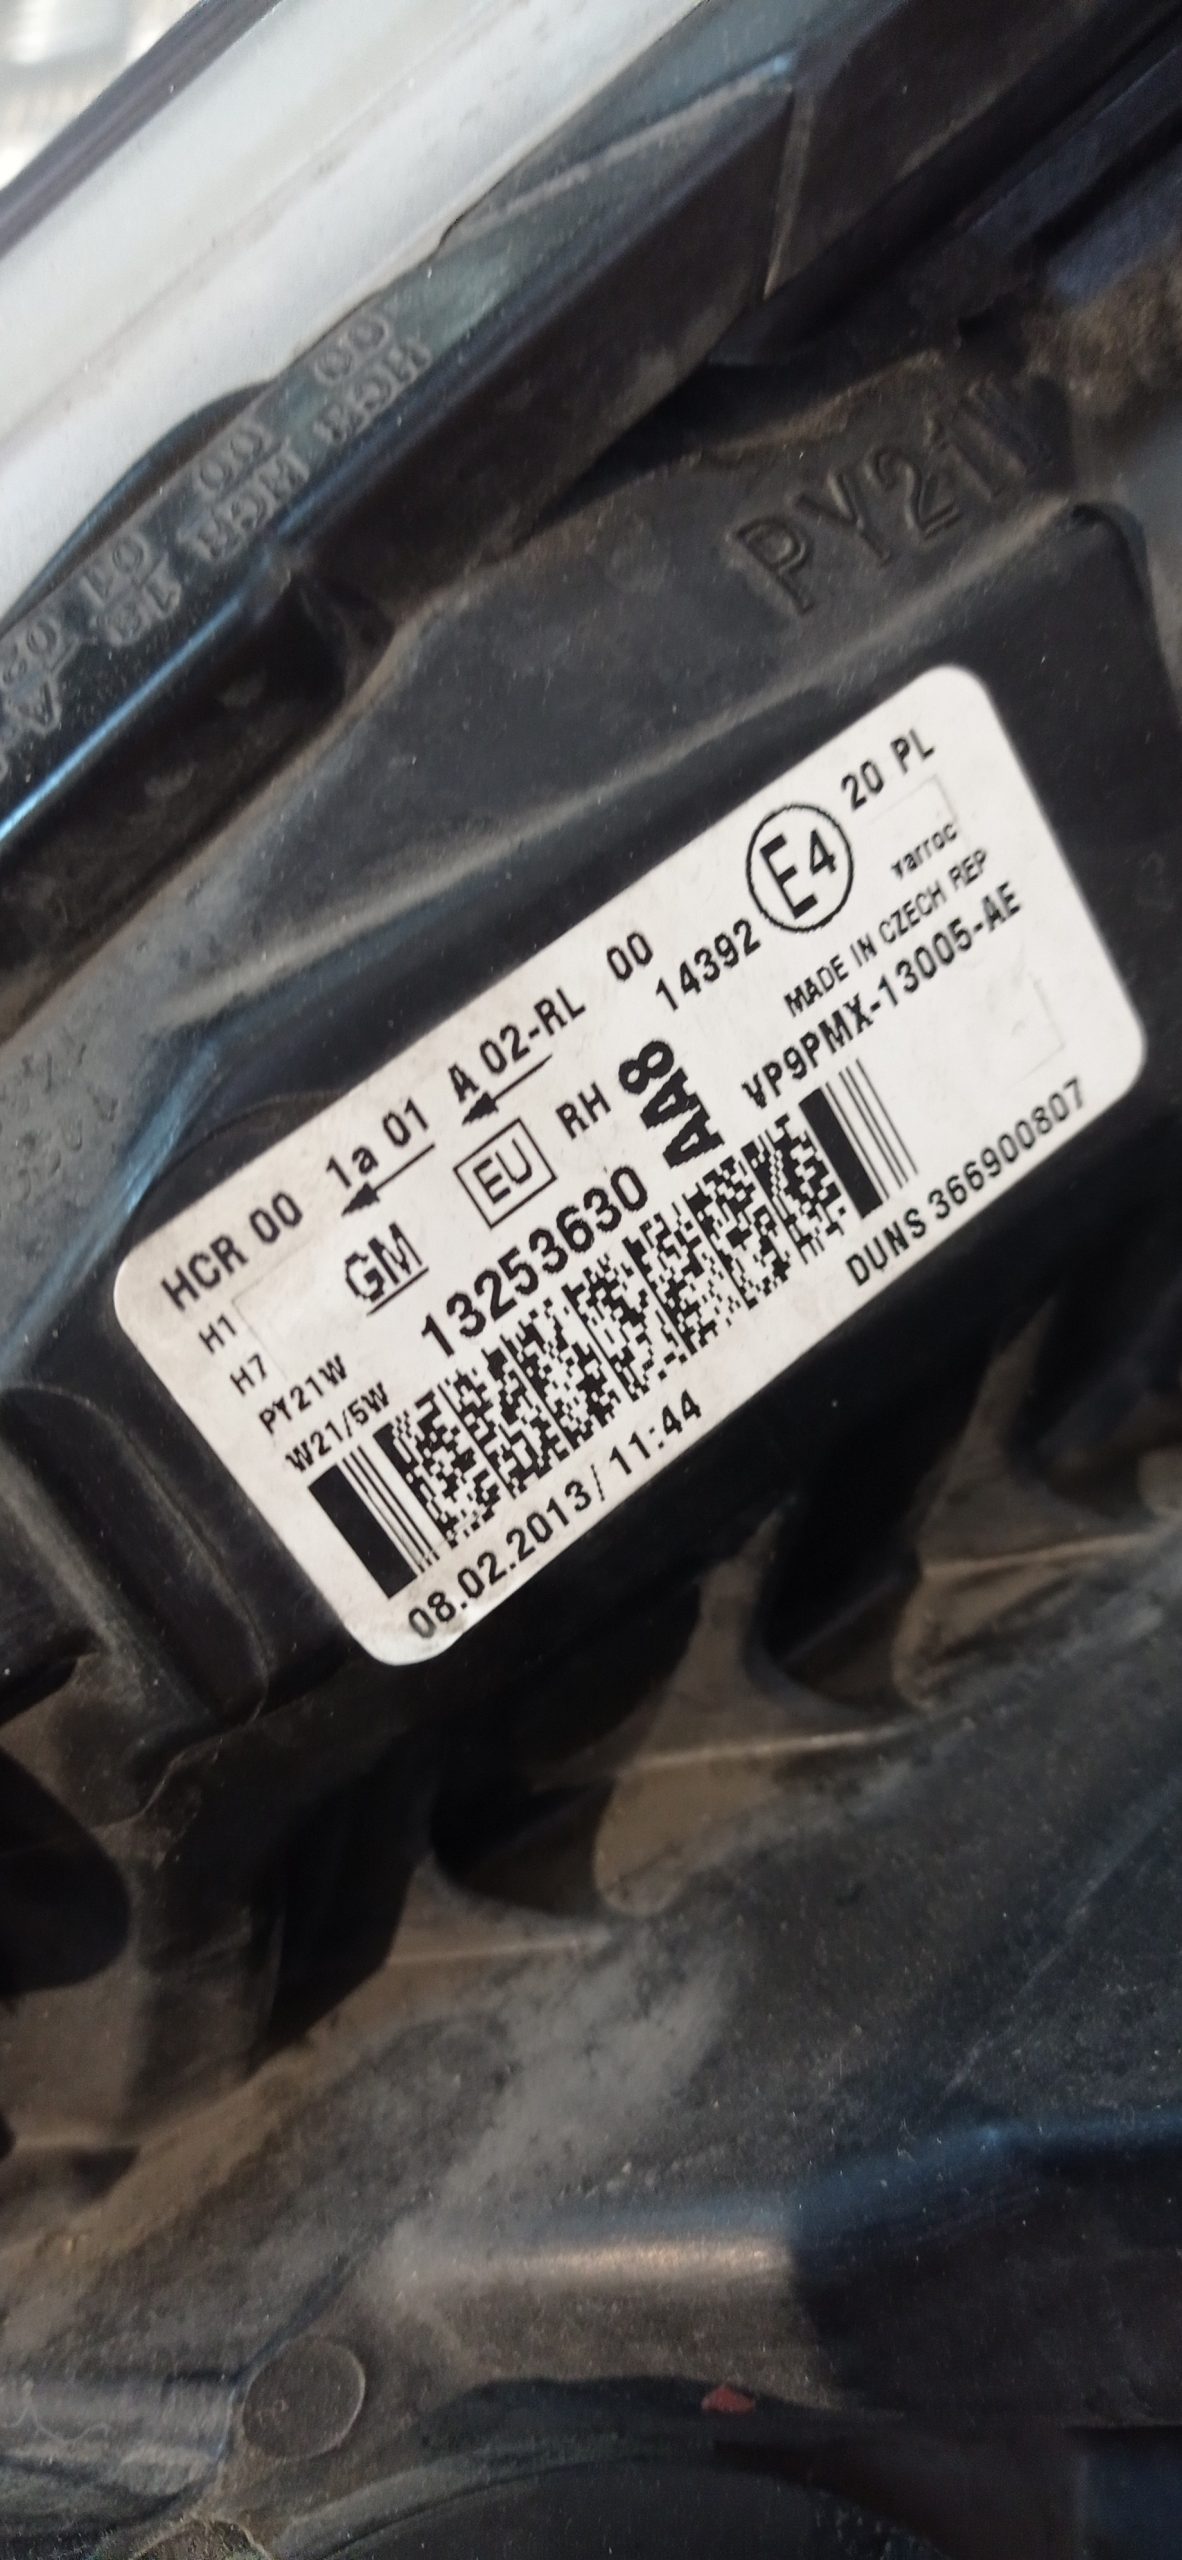 PY21W
HCR 00 1a 01 A 02-RL 00
14392 E4 20 PL
H1
H7
PY21W
W21/5W
GM EU RH
13253630 AA8
varroc
MADE IN CZECH REP
VP9PMX-13005-AE
08.02.2013/ 11:44
DUNS 366900807